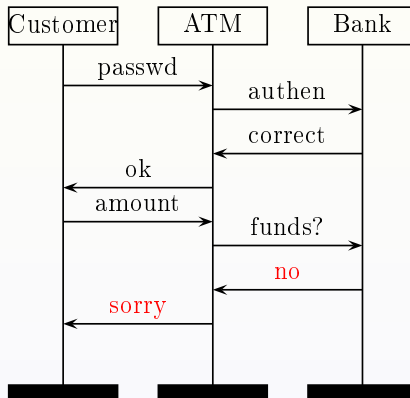 Customer ATM Bank
passwd
authen
correct
ok
amount
funds?
no
sorry